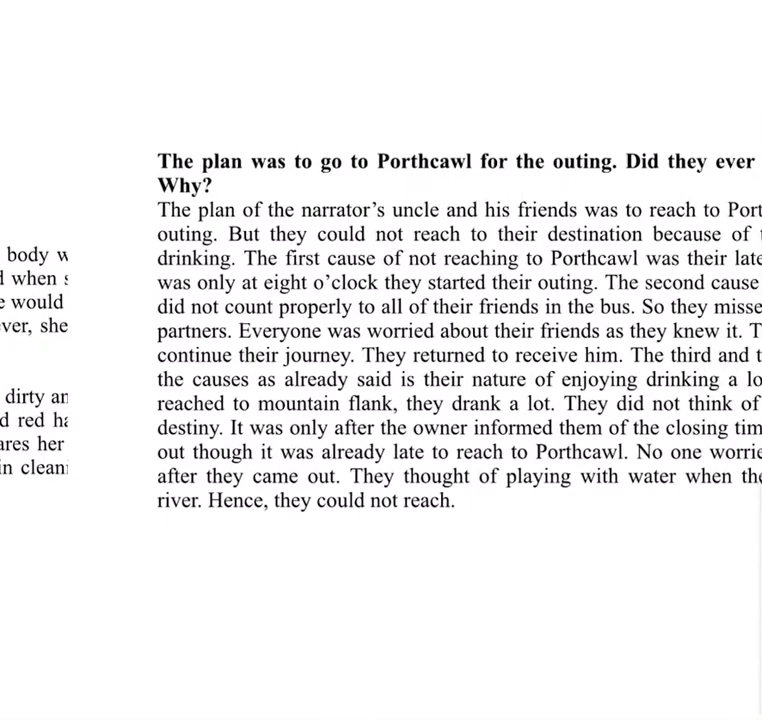 body
when
would
ever, she
dirty
red
ares her
in
The plan was to go to Porthcawl for the outing. Did they ever
Why?
The plan of the narrator's uncle and his friends was to reach to Port
outing. But they could not reach to their destination because of
drinking. The first cause of not reaching to Porthcawl was their late
was only at eight o'clock they started their outing. The second cause
did not count properly to all of their friends in the bus. So they misse
partners. Everyone was worried about their friends as they knew it. T
continue their journey. They returned to receive him. The third and
the causes as already said is their nature of enjoying drinking a lo
reached to mountain flank, they drank a lot. They did not think of
destiny. It was only after the owner informed them of the closing tim
out though it was already late to reach to Porthcawl. No one worrie
after they came out. They thought of playing with water when the
river. Hence, they could not reach.